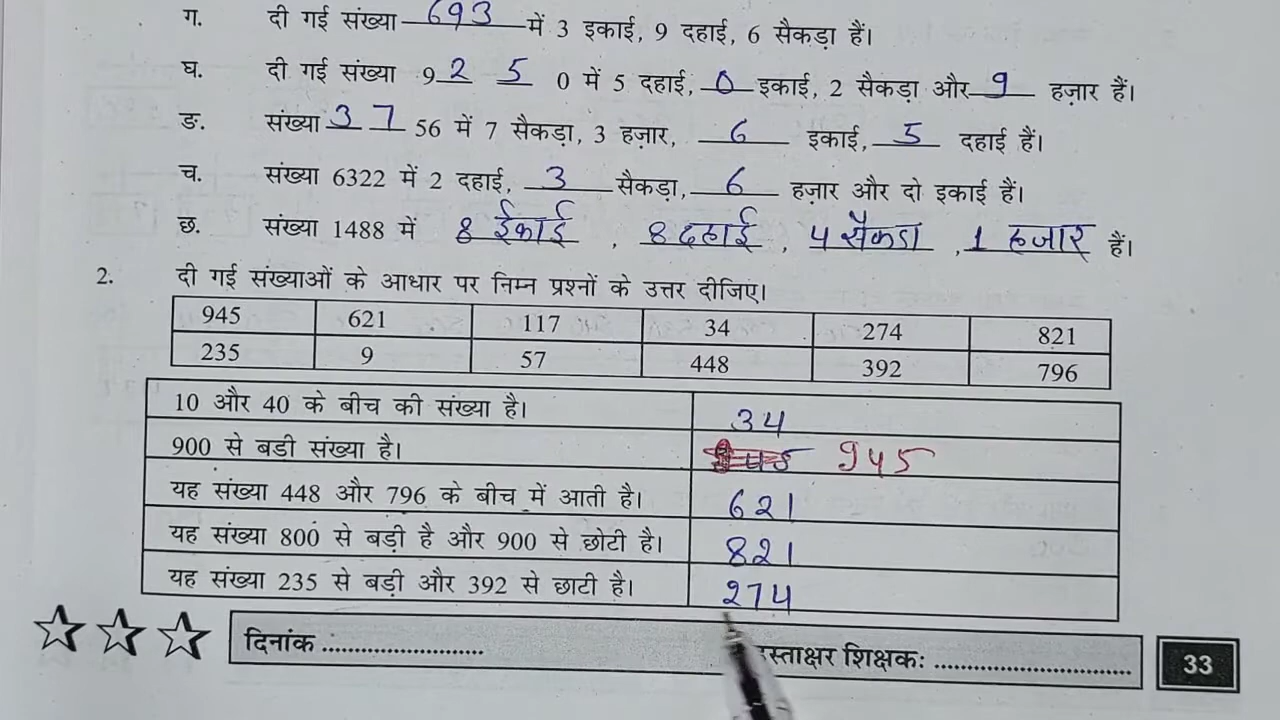 ग. दी गई संख्या 693 में 3 इकाई, 9 दहाई, 6 सैकड़ा हैं।
घ. दी गई संख्या 9 2 5 0 में 5 दहाई, 0 इकाई, 2 सैकड़ा और 9 हज़ार हैं।
ङ. संख्या 3 7 56 में 7 सैकड़ा, 3 हज़ार, 6 इकाई, 5 दहाई हैं।
च. संख्या 6322 में 2 दहाई, 3 सैकड़ा, 6 हज़ार और दो इकाई हैं।
छ. संख्या 1488 में 8 ईकाई, 8 दहाई, 4 सैकडा, 1 हजार हैं।
2. दी गई संख्याओं के आधार पर निम्न प्रश्नों के उत्तर दीजिए।
945 621 117 34 274 821
235 9 57 448 392 796
10 और 40 के बीच की संख्या है। 34
900 से बडी संख्या है। 945
यह संख्या 448 और 796 के बीच में आती है। 621
यह संख्या 800 से बड़ी है और 900 से छोटी है। 821
यह संख्या 235 से बड़ी और 392 से छाटी है। 274
दिनांक : ........................ स्ताक्षर शिक्षक: ............................. 33